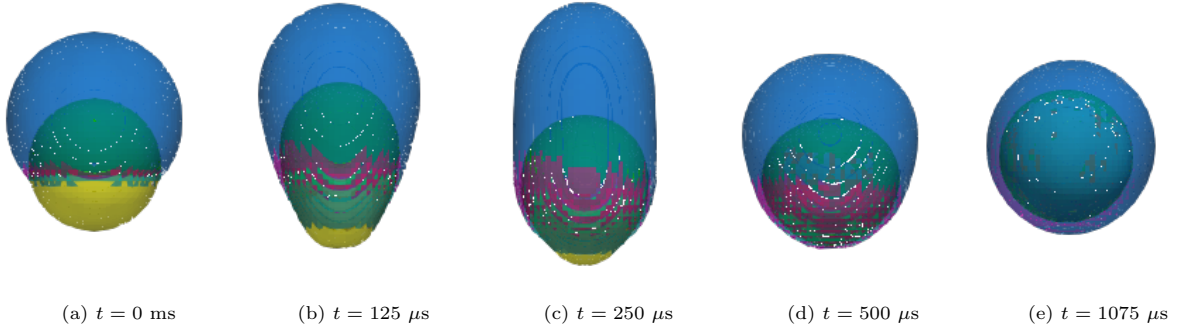 (a) t = 0 ms
(b) t = 125 μs
(c) t = 250 μs
(d) t = 500 μs
(e) t = 1075 μs